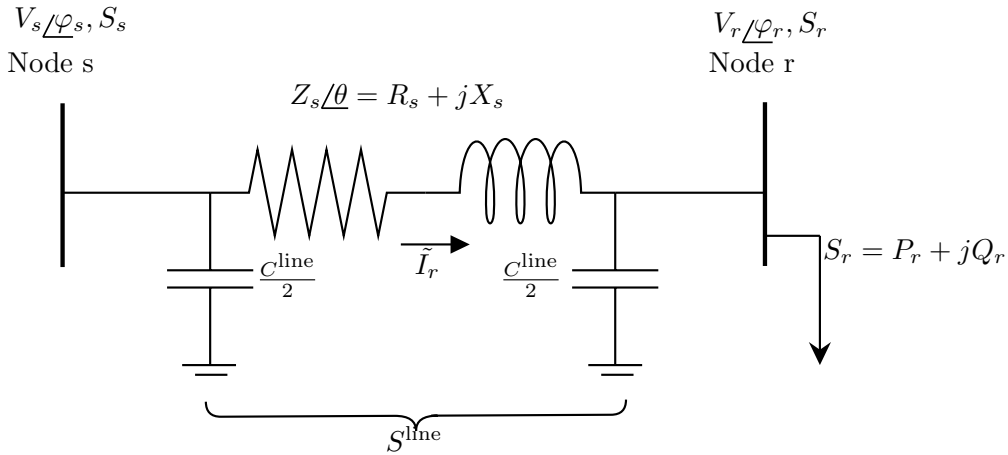 V_s∠φ_s, S_s
Node s
V_r∠φ_r, S_r
Node r
Z_s∠θ = R_s + jX_s
C^line/2
Ĩ_r
C^line/2
S_r = P_r + jQ_r
S^line